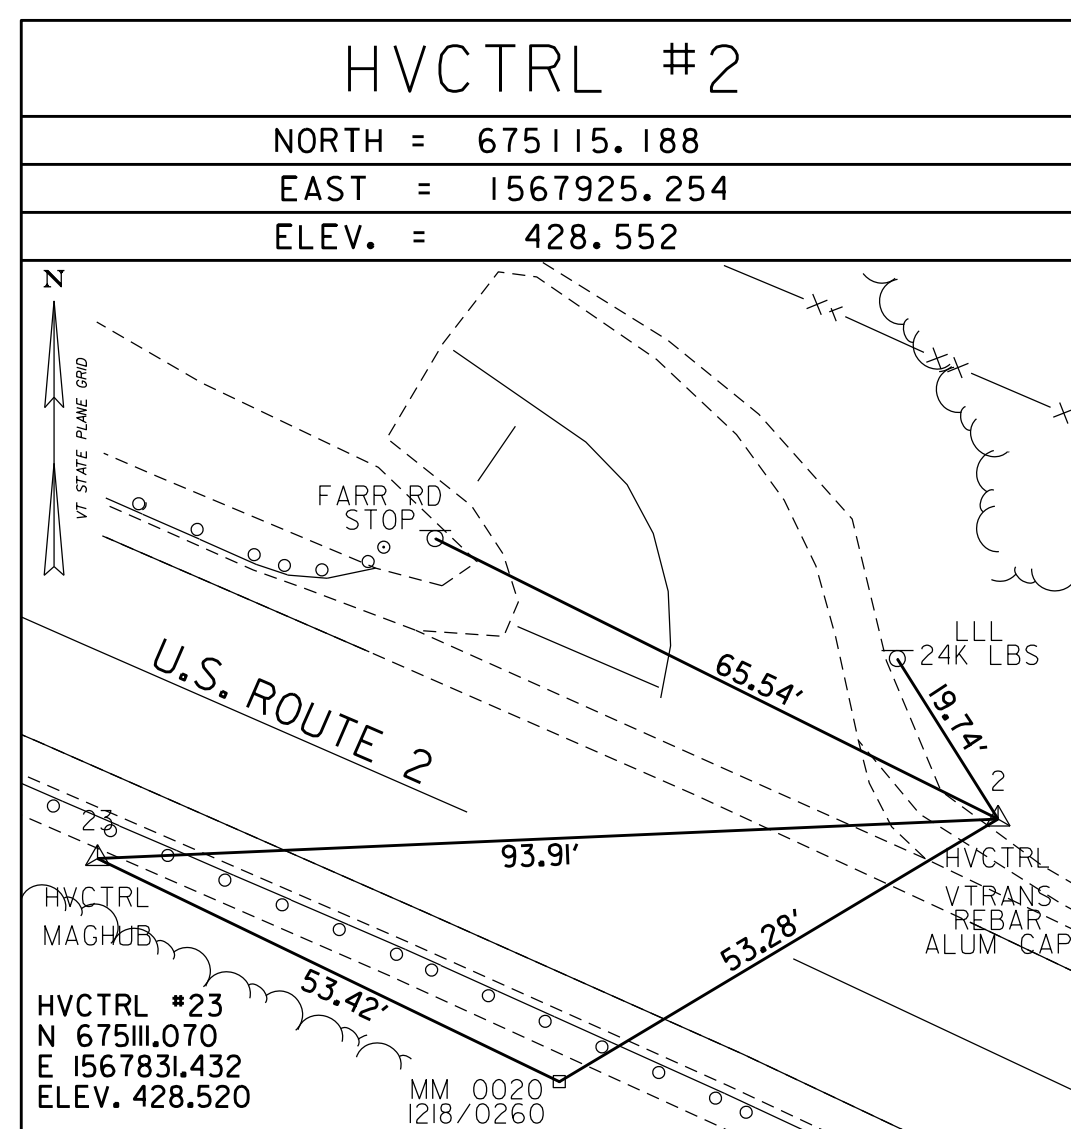 HVCTRL #2
NORTH = 675115.188
EAST = 1567925.254
ELEV. = 428.552
N
VT STATE PLANE GRID
FARR RD
STOP
LLL
24K LBS
65.54'
19.74'
U.S. ROUTE 2
2
23
93.91'
HVCTRL
VTRANS
REBAR
ALUM CAP
HVCTRL
MAGHUB
53.28'
53.42'
HVCTRL #23
N 675111.070
E 1567831.432
ELEV. 428.520
MM 0020
1218/0260